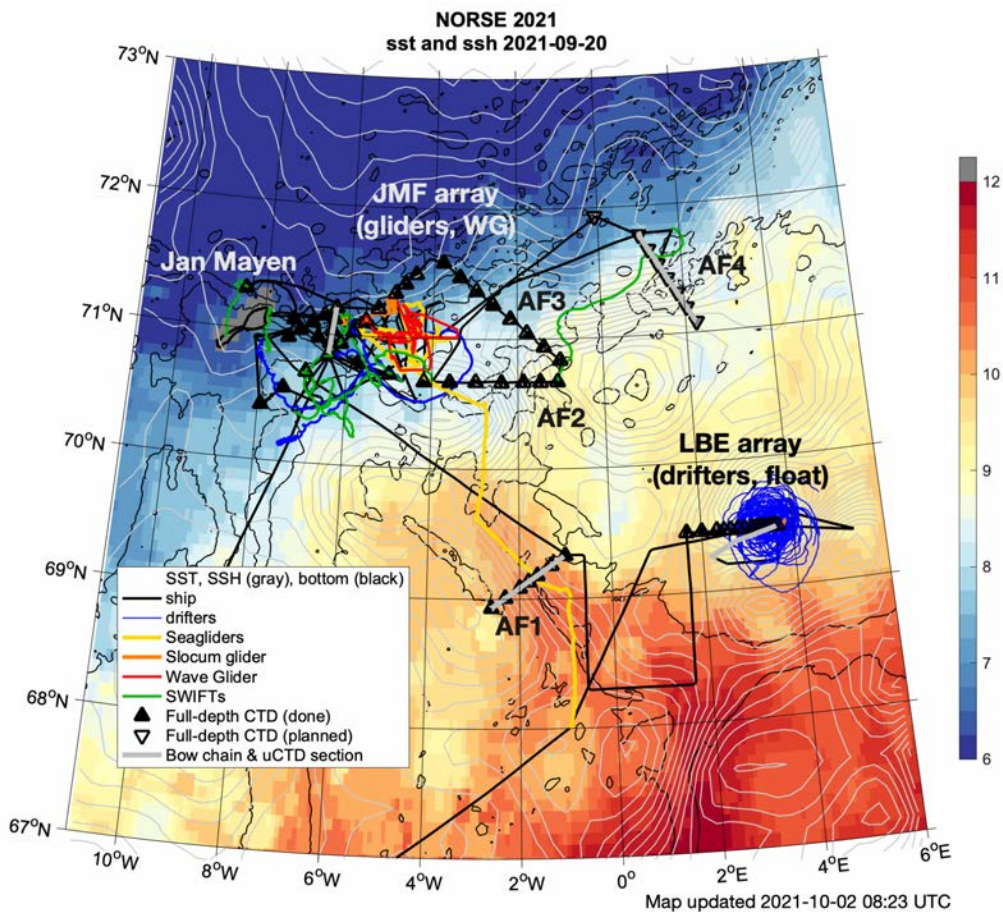 NORSE 2021
sst and ssh 2021-09-20
73°N
72°N
71°N
70°N
69°N
68°N
67°N
JMF array
(gliders, WG)
Jan Mayen
AF4
AF3
AF2
LBE array
(drifters, float)
AF1
SST, SSH (gray), bottom (black)
ship
drifters
Seagliders
Slocum glider
Wave Glider
SWIFTs
Full-depth CTD (done)
Full-depth CTD (planned)
Bow chain & uCTD section
12
11
10
9
8
7
6
10°W
8°W
6°W
4°W
2°W
0°
2°E
4°E
6°E
Map updated 2021-10-02 08:23 UTC